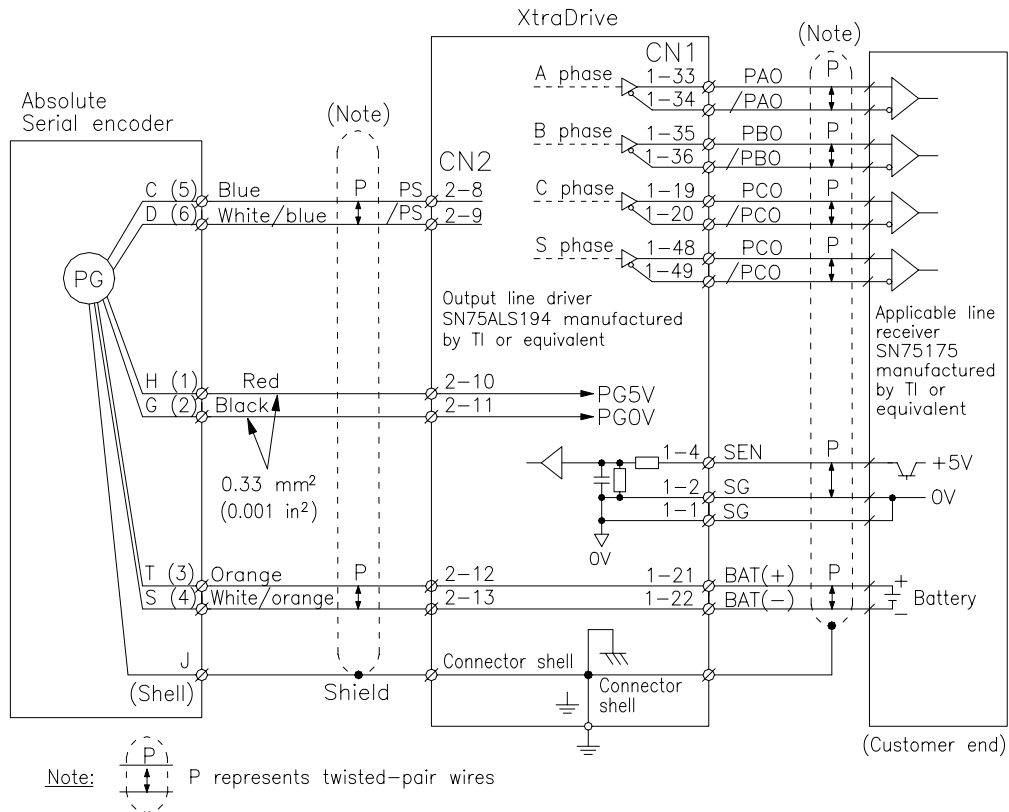 XtraDrive
Absolute
Serial encoder
(Note)
(Note)
CN1
CN2
A phase
1-33
PAO
P
1-34
/PAO
B phase
1-35
PBO
P
1-36
/PBO
C phase
1-19
PCO
P
1-20
/PCO
S phase
1-48
PCO
P
1-49
/PCO
C (5)
Blue
P
PS
2-8
D (6)
White/blue
/PS
2-9
PG
Output line driver
SN75ALS194 manufactured
by TI or equivalent
Applicable line
receiver
SN75175
manufactured
by TI or
equivalent
H (1)
Red
2-10
PG5V
G (2)
Black
2-11
PG0V
0.33 mm²
(0.001 in²)
1-4
SEN
P
+5V
1-2
SG
0V
1-1
SG
0V
T (3)
Orange
P
2-12
1-21
BAT(+)
P
+
S (4)
White/orange
2-13
1-22
BAT(-)
-
Battery
J
(Shell)
Shield
Connector shell
Connector
shell
(Customer end)
Note:
P
P represents twisted-pair wires